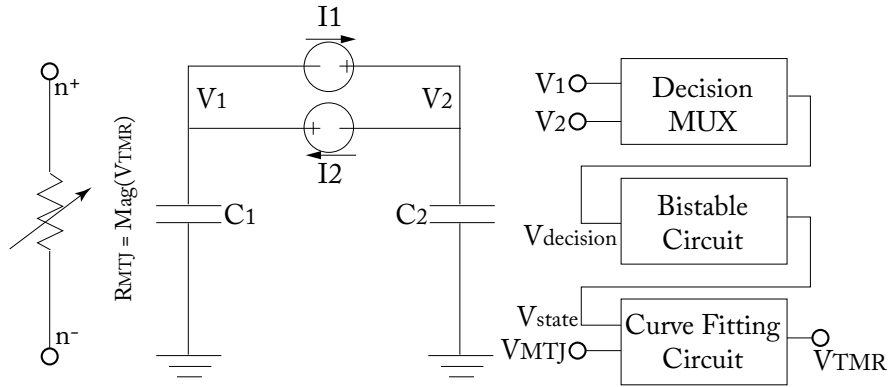 n+
RMTJ = Mag(VTMR)
n-
I1
V1
V2
I2
C1
C2
+
+
V1
V2
Decision
MUX
Vdecision
Bistable
Circuit
Vstate
VMTJ
Curve Fitting
Circuit
VTMR